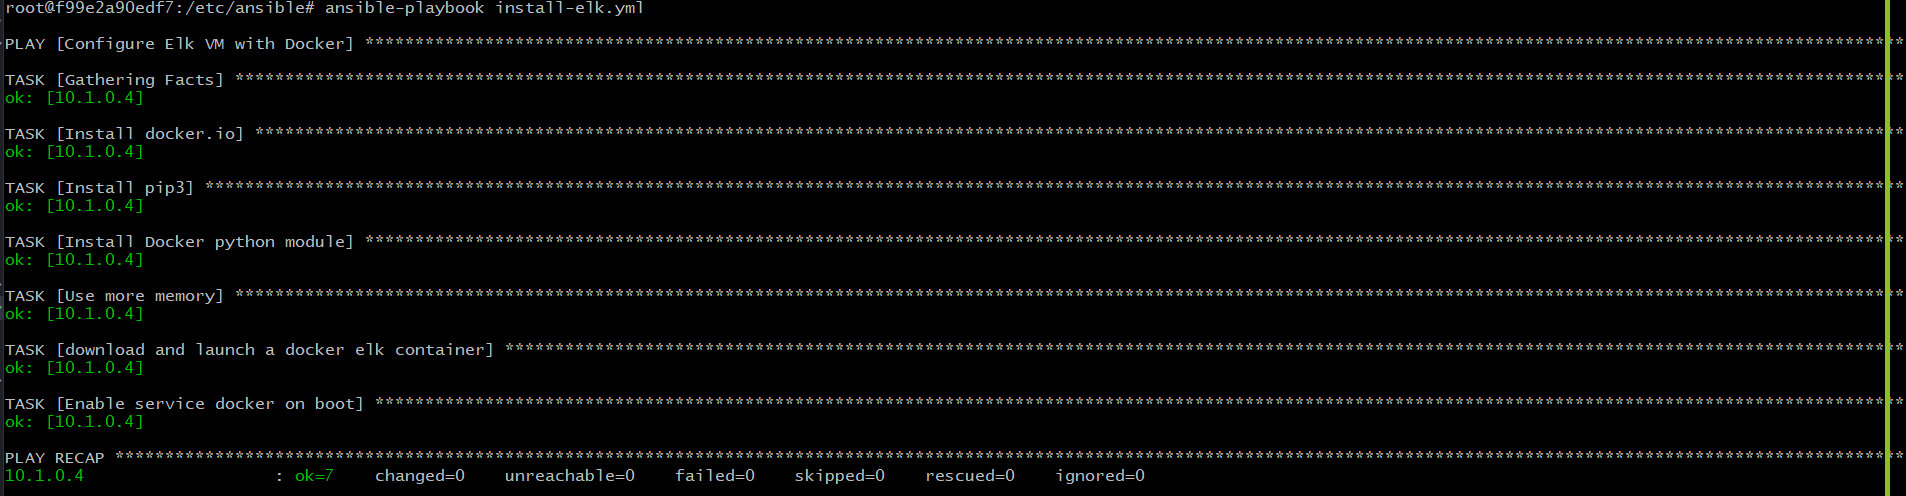 root@f99e2a90edf7:/etc/ansible# ansible-playbook install-elk.yml
PLAY [Configure Elk VM with Docker] **********************************************************************************************************************************************************
TASK [Gathering Facts] ***********************************************************************************************************************************************************************
ok: [10.1.0.4]
TASK [Install docker.io] *********************************************************************************************************************************************************************
ok: [10.1.0.4]
TASK [Install pip3] **************************************************************************************************************************************************************************
ok: [10.1.0.4]
TASK [Install Docker python module] **********************************************************************************************************************************************************
ok: [10.1.0.4]
TASK [Use more memory] ***********************************************************************************************************************************************************************
ok: [10.1.0.4]
TASK [download and launch a docker elk container] ********************************************************************************************************************************************
ok: [10.1.0.4]
TASK [Enable service docker on boot] *********************************************************************************************************************************************************
ok: [10.1.0.4]
PLAY RECAP ***********************************************************************************************************************************************************************************
10.1.0.4                   : ok=7    changed=0    unreachable=0    failed=0    skipped=0    rescued=0    ignored=0